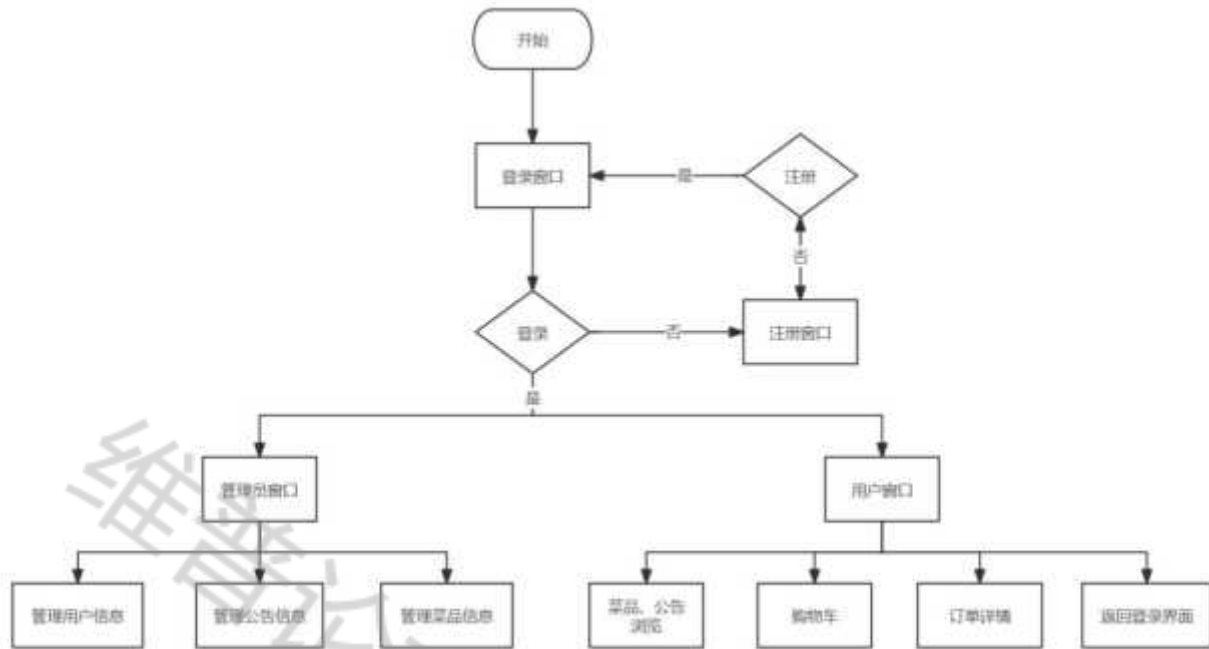 开始
登录窗口
是
注册
否
登录
否
注册窗口
是
管理员窗口
用户窗口
管理用户信息
管理公告信息
管理菜品信息
菜品、公告
浏览
购物车
订单详情
返回登录界面
维普论